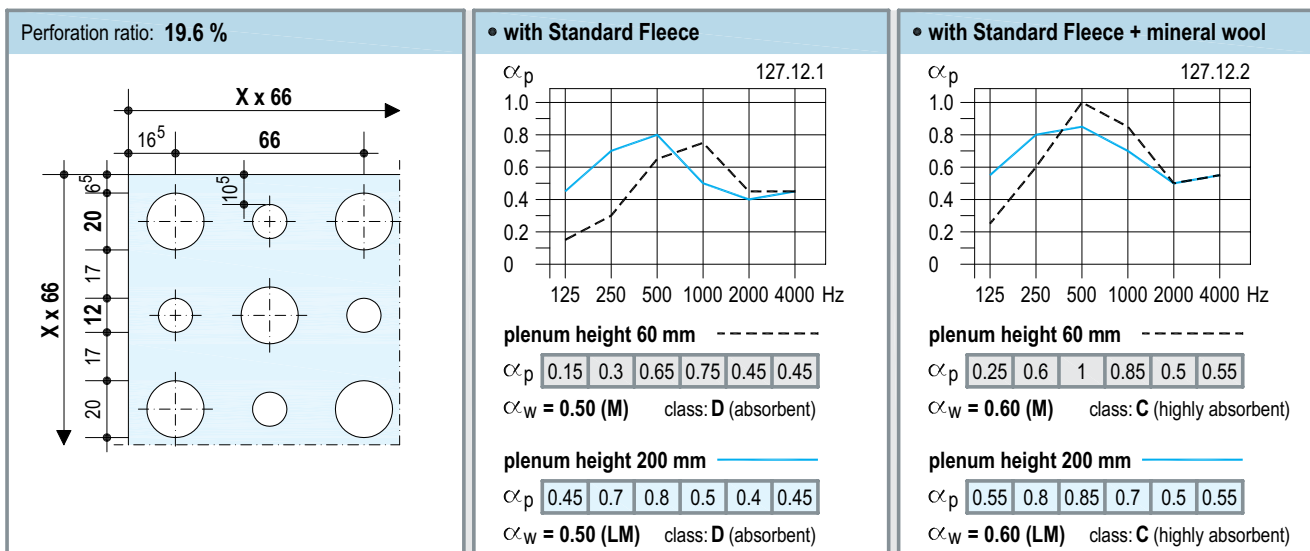 Perforation ratio: 19.6 %
X x 66
16⁵
66
6⁵
10⁵
20
17
X x 66
12
17
20
• with Standard Fleece
αp
127.12.1
1.0
0.8
0.6
0.4
0.2
0
125 250 500 1000 2000 4000 Hz
plenum height 60 mm
αp 0.15 0.3 0.65 0.75 0.45 0.45
αw = 0.50 (M) class: D (absorbent)
plenum height 200 mm
αp 0.45 0.7 0.8 0.5 0.4 0.45
αw = 0.50 (LM) class: D (absorbent)
• with Standard Fleece + mineral wool
αp
127.12.2
1.0
0.8
0.6
0.4
0.2
0
125 250 500 1000 2000 4000 Hz
plenum height 60 mm
αp 0.25 0.6 1 0.85 0.5 0.55
αw = 0.60 (M) class: C (highly absorbent)
plenum height 200 mm
αp 0.55 0.8 0.85 0.7 0.5 0.55
αw = 0.60 (LM) class: C (highly absorbent)